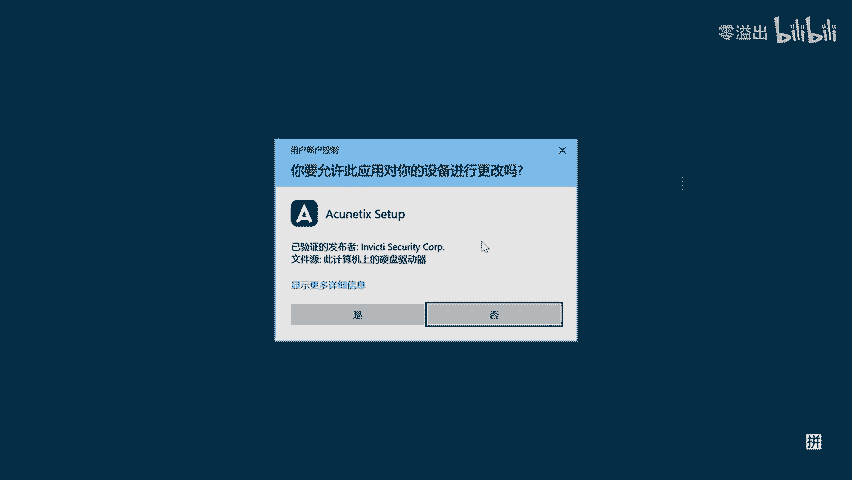 零溢出 bilibili
用户帐户控制
你要允许此应用对你的设备进行更改吗?
Acunetix Setup
已验证的发布者: Invicti Security Corp.
文件源: 此计算机上的硬盘驱动器
显示更多详细信息
是
否
拼